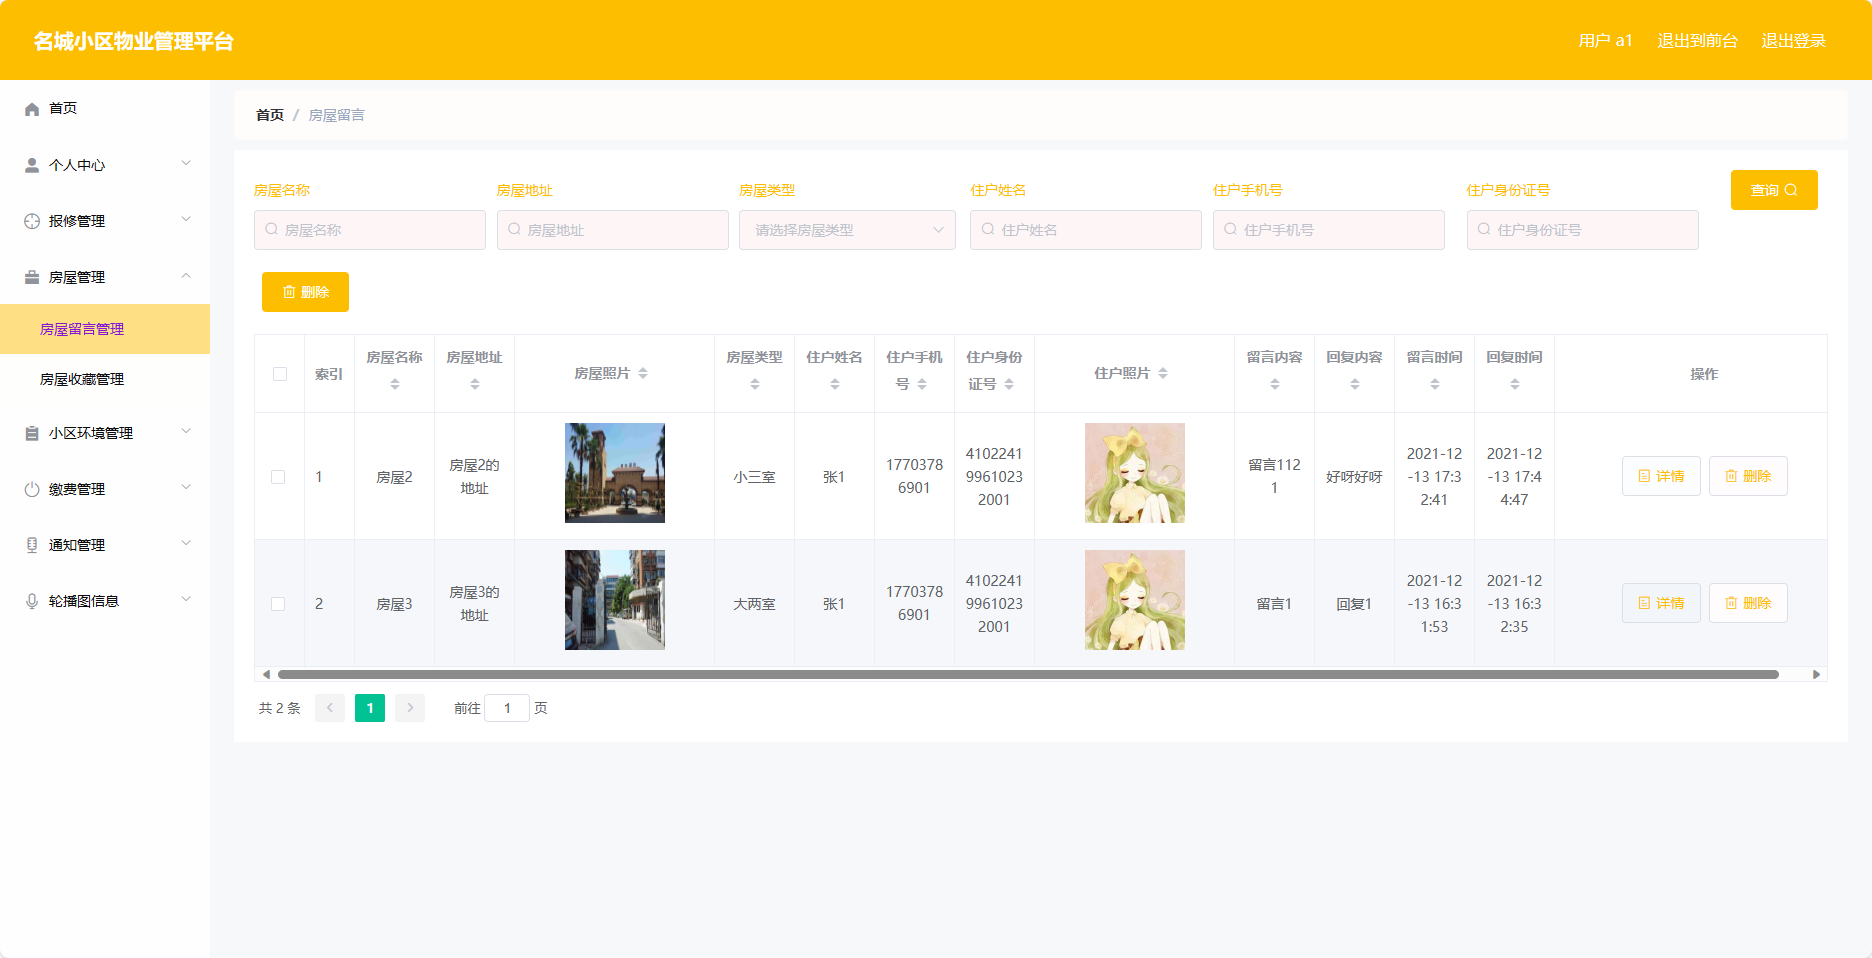 名城小区物业管理平台
用户 a1 退出到前台 退出登录
首页
个人中心
报修管理
房屋管理
房屋留言管理
房屋收藏管理
小区环境管理
缴费管理
通知管理
轮播图信息
首页 / 房屋留言
房屋名称 房屋地址 房屋类型 住户姓名 住户手机号 住户身份证号
查询
房屋名称 房屋地址 请选择房屋类型 住户姓名 住户手机号 住户身份证号
删除
索引 房屋名称 房屋地址 房屋照片 房屋类型 住户姓名 住户手机号 住户身份证号 住户照片 留言内容 回复内容 留言时间 回复时间 操作
1 房屋2 房屋2的地址 小三室 张1 17703786901 410224199610232001 留言1121 好呀好呀 2021-12-13 17:32:41 2021-12-13 17:44:47 详情 删除
2 房屋3 房屋3的地址 大两室 张1 17703786901 410224199610232001 留言1 回复1 2021-12-13 16:31:53 2021-12-13 16:32:35 详情 删除
共 2 条 1 前往 1 页